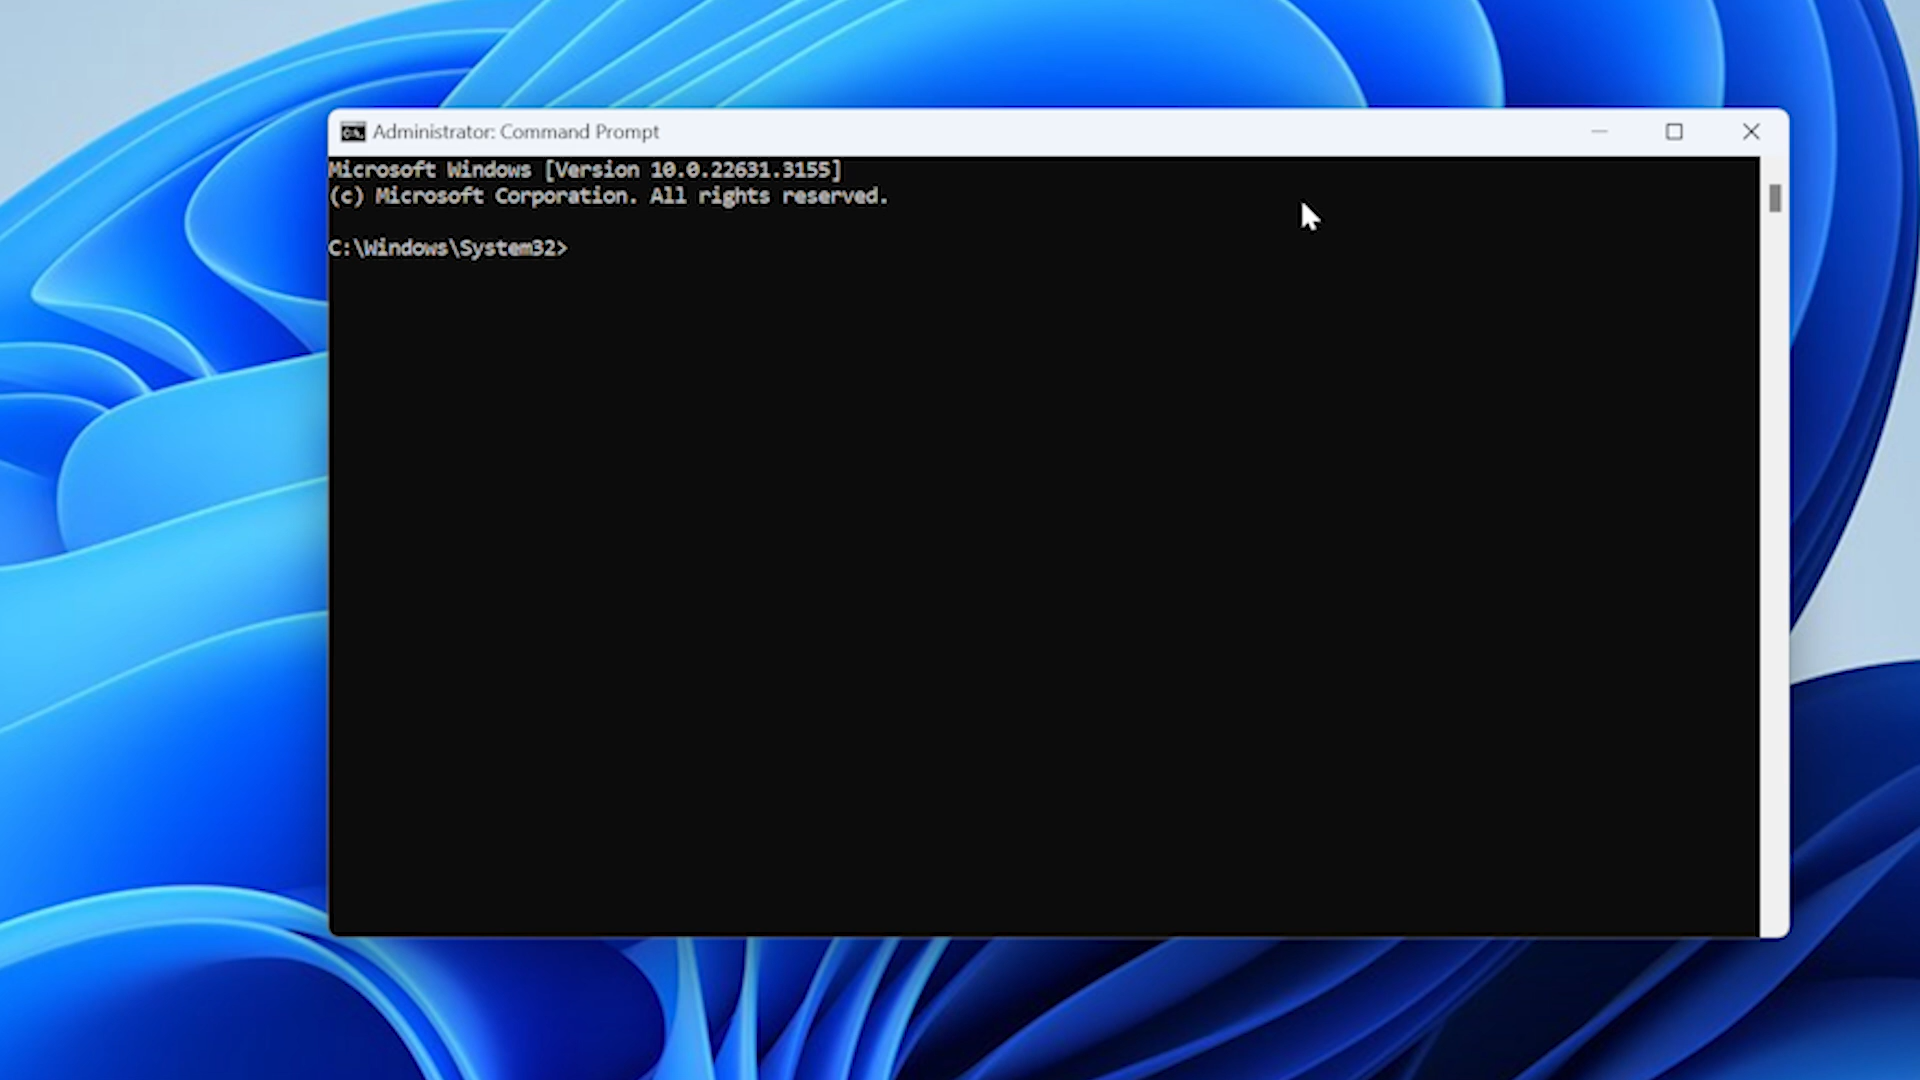 Administrator: Command Prompt
Microsoft Windows [Version 10.0.22631.3155]
(c) Microsoft Corporation. All rights reserved.
C:\Windows\System32>